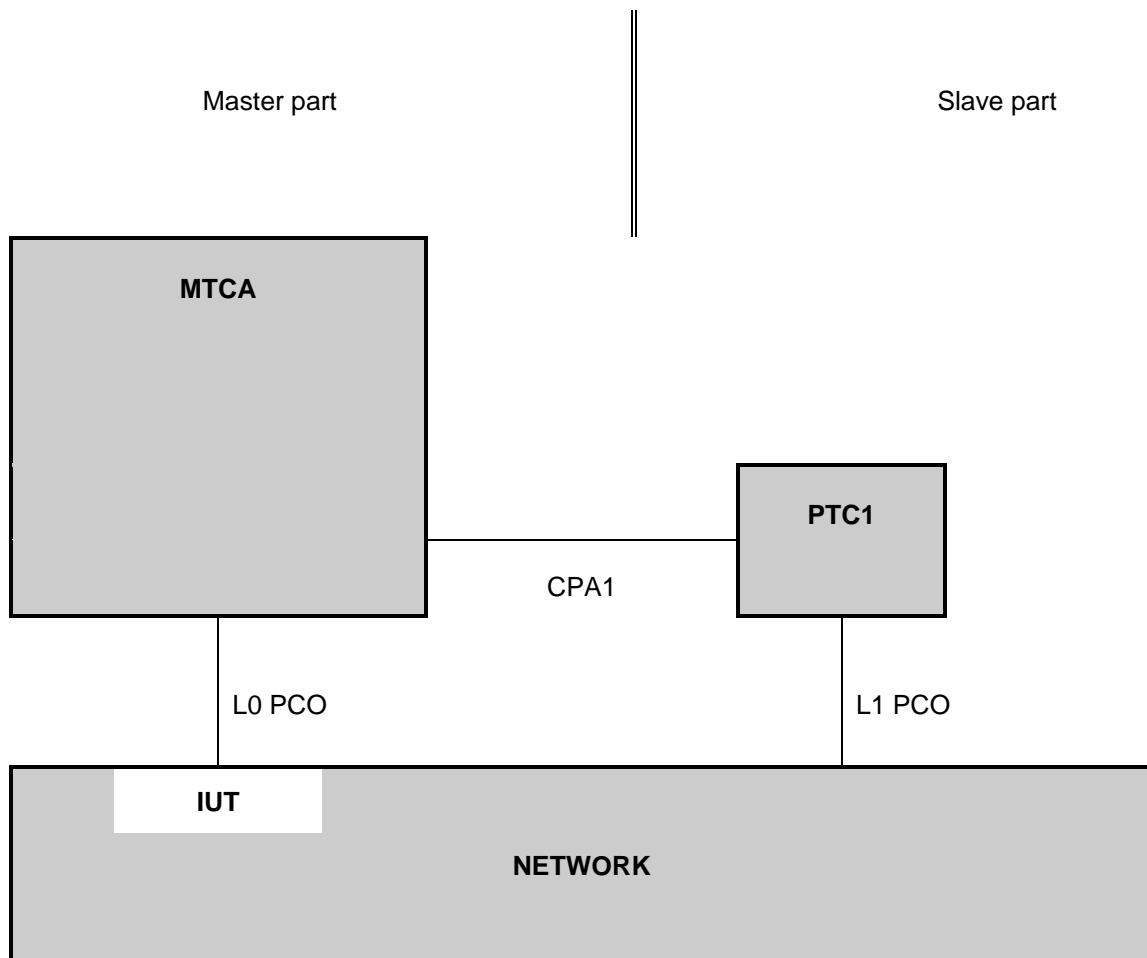 Master part
Slave part
MTCA
PTC1
CPA1
L0 PCO
L1 PCO
IUT
NETWORK